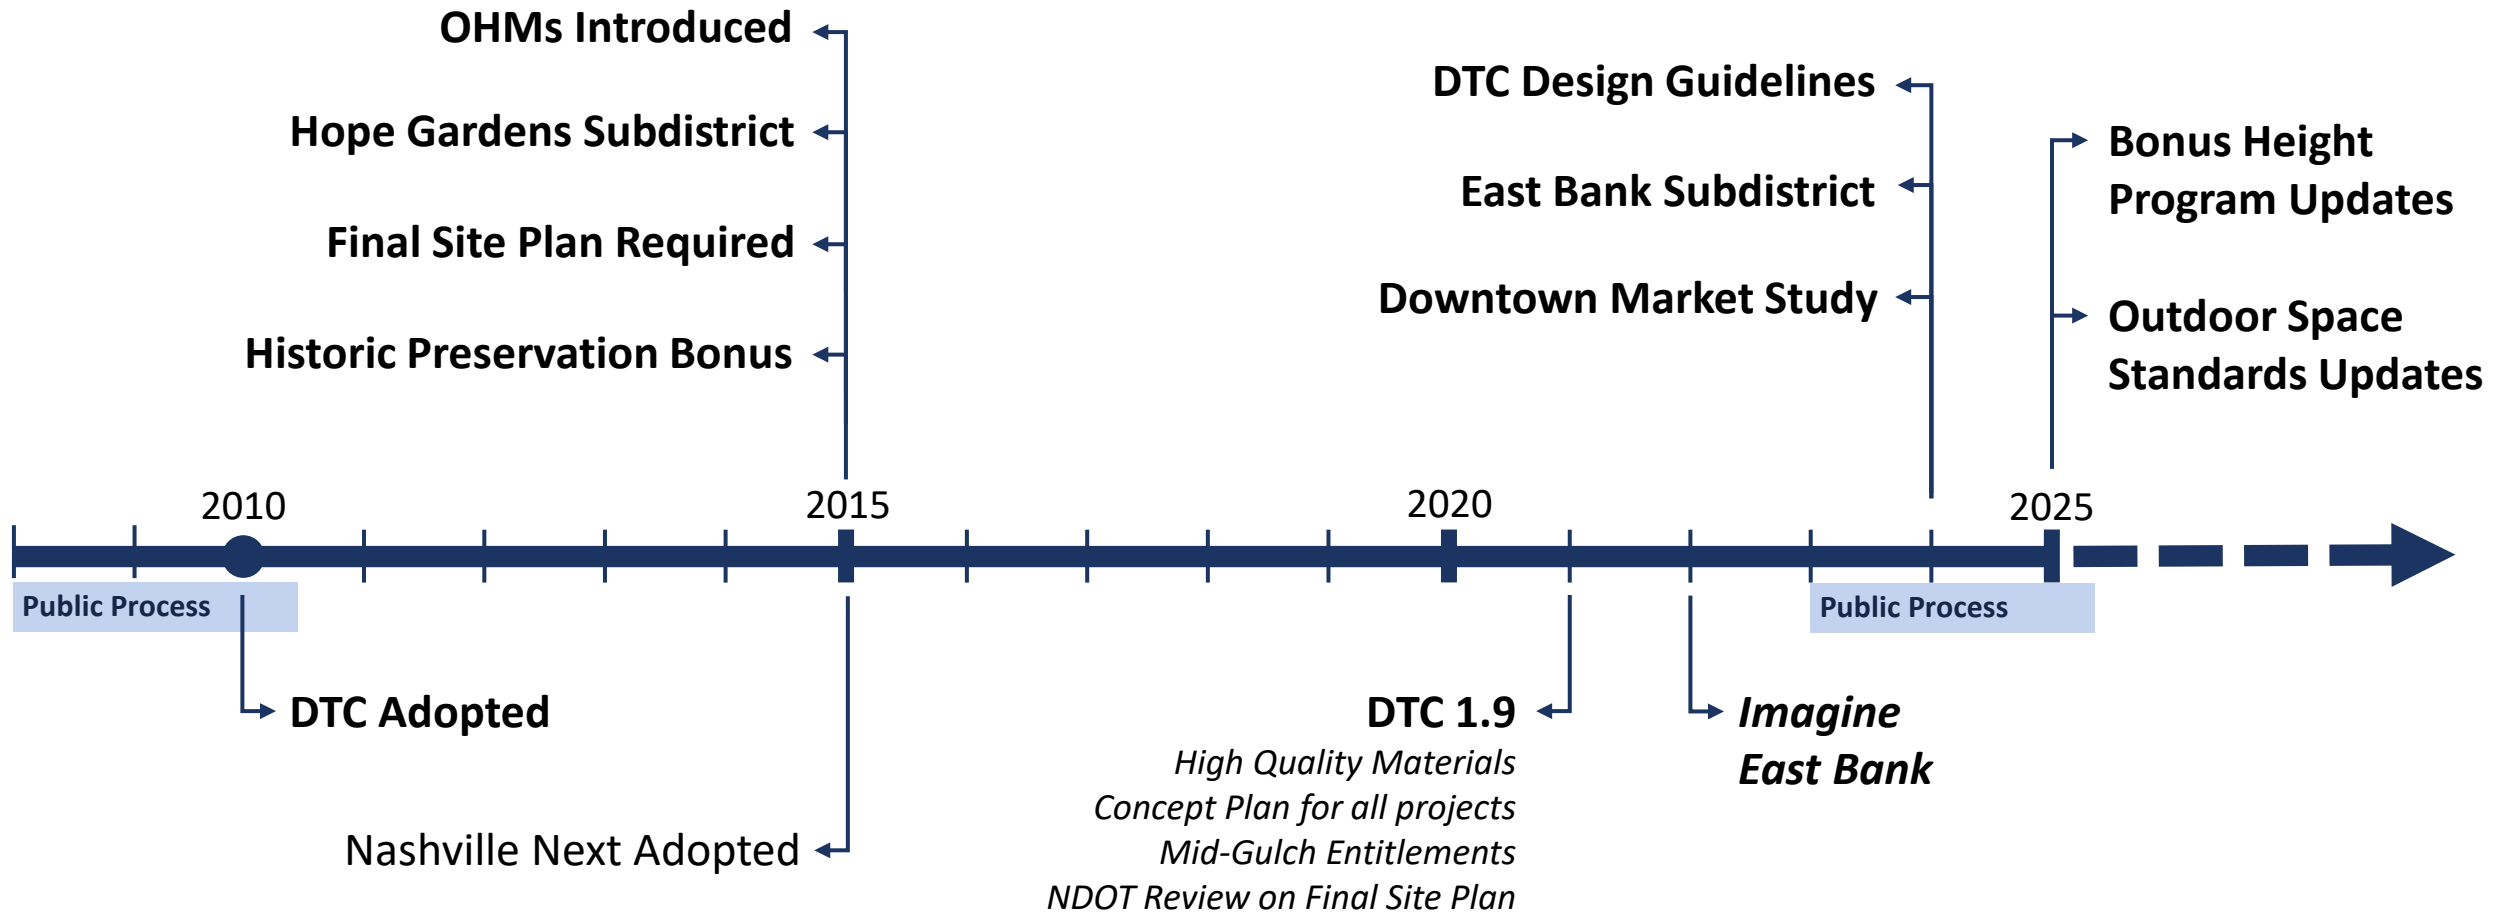 OHMs Introduced
Hope Gardens Subdistrict
Final Site Plan Required
Historic Preservation Bonus
DTC Design Guidelines
East Bank Subdistrict
Downtown Market Study
Bonus Height
Program Updates
Outdoor Space
Standards Updates
2010
2015
2020
2025
Public Process
Public Process
DTC Adopted
Nashville Next Adopted
DTC 1.9
High Quality Materials
Concept Plan for all projects
Mid-Gulch Entitlements
NDOT Review on Final Site Plan
Imagine
East Bank